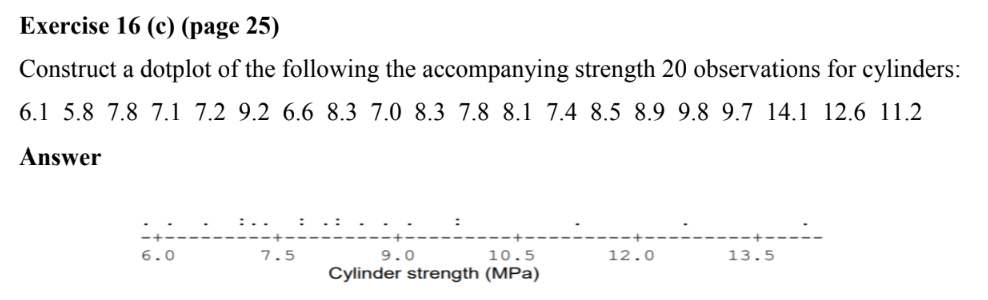 Exercise 16 (c) (page 25)
Construct a dotplot of the following the accompanying strength 20 observations for cylinders:
6.1 5.8 7.8 7.1 7.2 9.2 6.6 8.3 7.0 8.3 7.8 8.1 7.4 8.5 8.9 9.8 9.7 14.1 12.6 11.2
Answer
6.0 7.5 9.0 10.5 12.0 13.5
Cylinder strength (MPa)